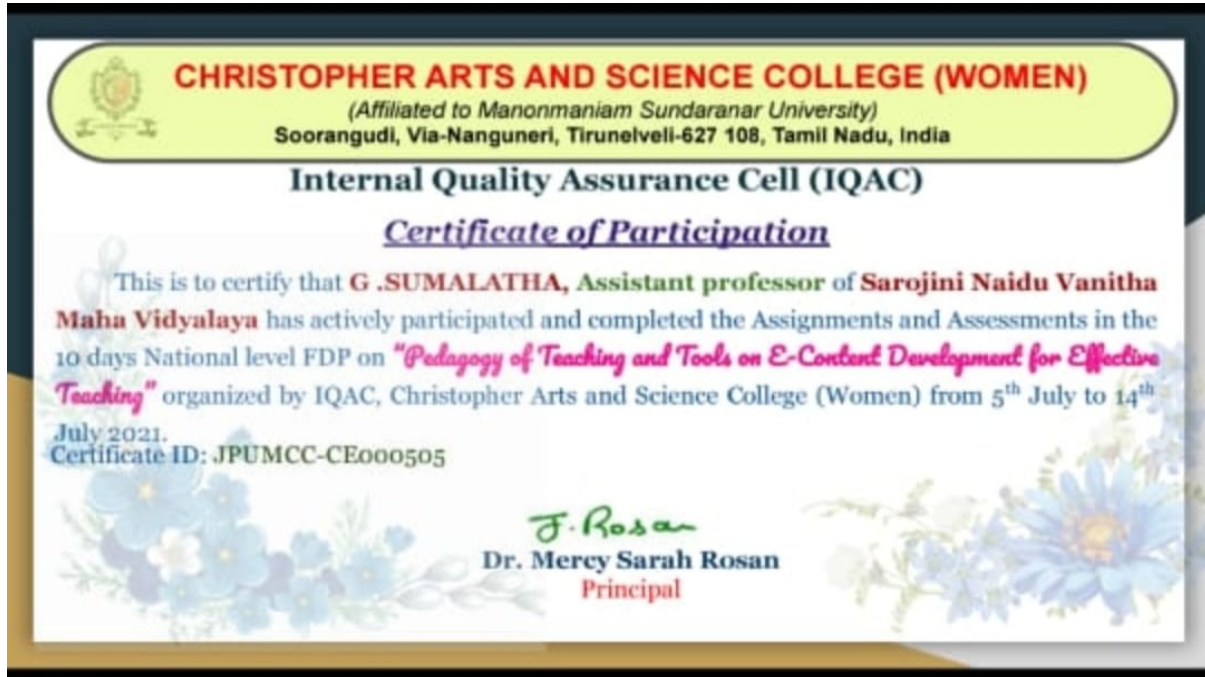 CHRISTOPHER ARTS AND SCIENCE COLLEGE (WOMEN)
(Affiliated to Manonmaniam Sundaranar University)
Soorangudi, Via-Nanguneri, Tirunelveli-627 108, Tamil Nadu, India
Internal Quality Assurance Cell (IQAC)
Certificate of Participation
This is to certify that G .SUMALATHA, Assistant professor of Sarojini Naidu Vanitha
Maha Vidyalaya has actively participated and completed the Assignments and Assessments in the
10 days National level FDP on "Pedagogy of Teaching and Tools on E-Content Development for Effective
Teaching" organized by IQAC, Christopher Arts and Science College (Women) from 5th July to 14th
July 2021.
Certificate ID: JPUMCC-CE000505
J. Rosan
Dr. Mercy Sarah Rosan
Principal